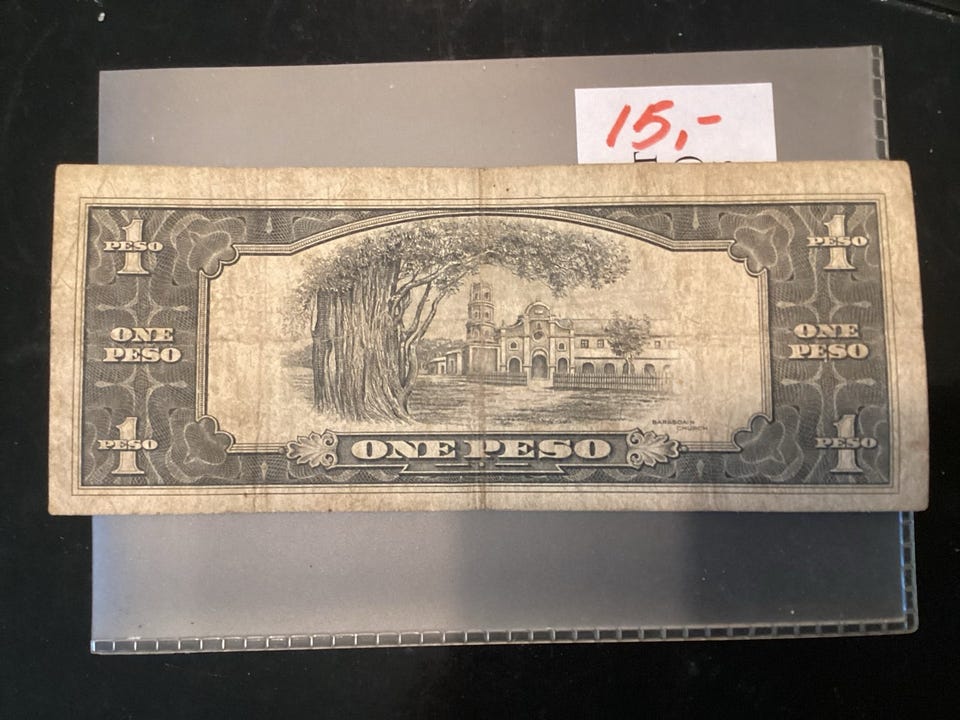 15,-
1
PESO
1
PESO
ONE
PESO
ONE
PESO
BARASOAIN
CHURCH
1
PESO
ONE PESO
1
PESO